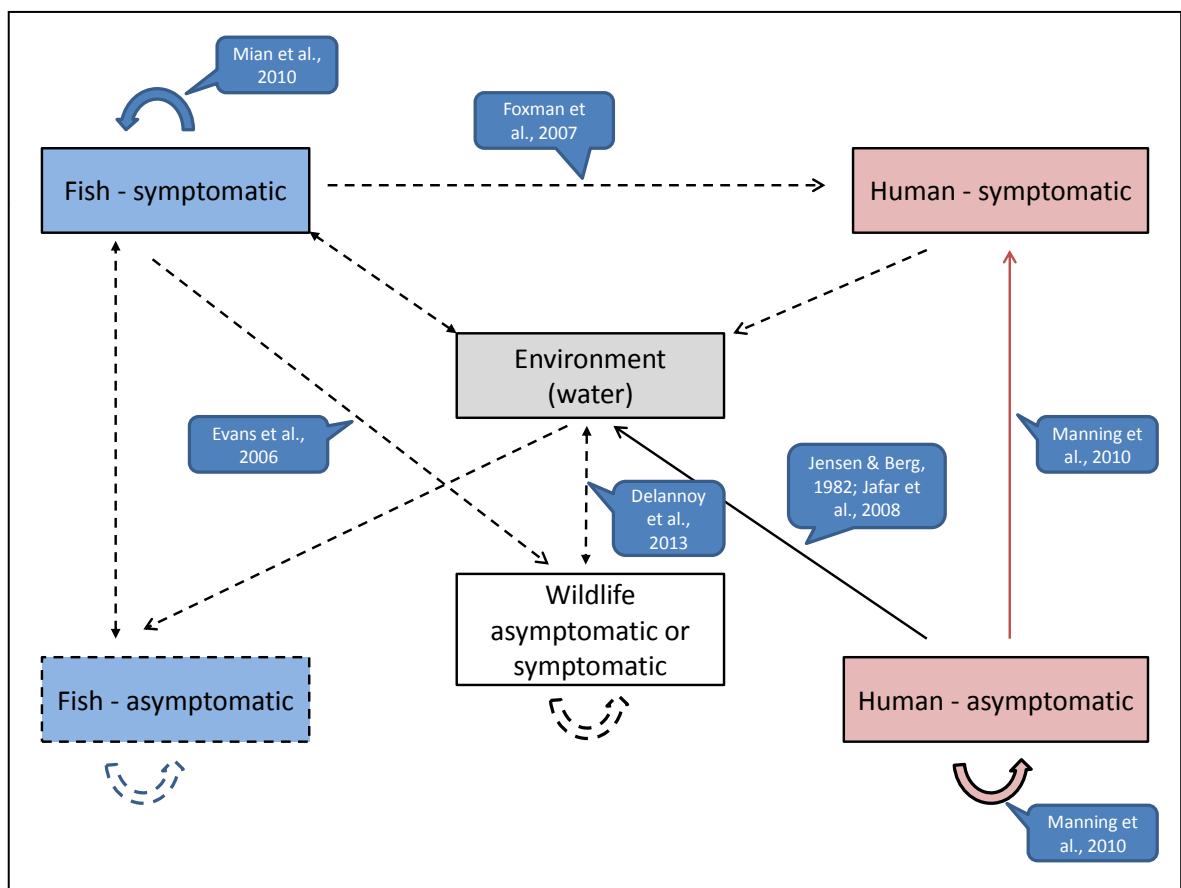 Mian et al.,
2010
Foxman et
al., 2007
Fish - symptomatic
Human - symptomatic
Environment
(water)
Evans et al.,
2006
Manning
et al., 2010
Jensen & Berg,
1982; Jafar et
al., 2008
Delannoy
et al.,
2013
Wildlife
asymptomatic or
symptomatic
Fish - asymptomatic
Human - asymptomatic
Manning et
al., 2010